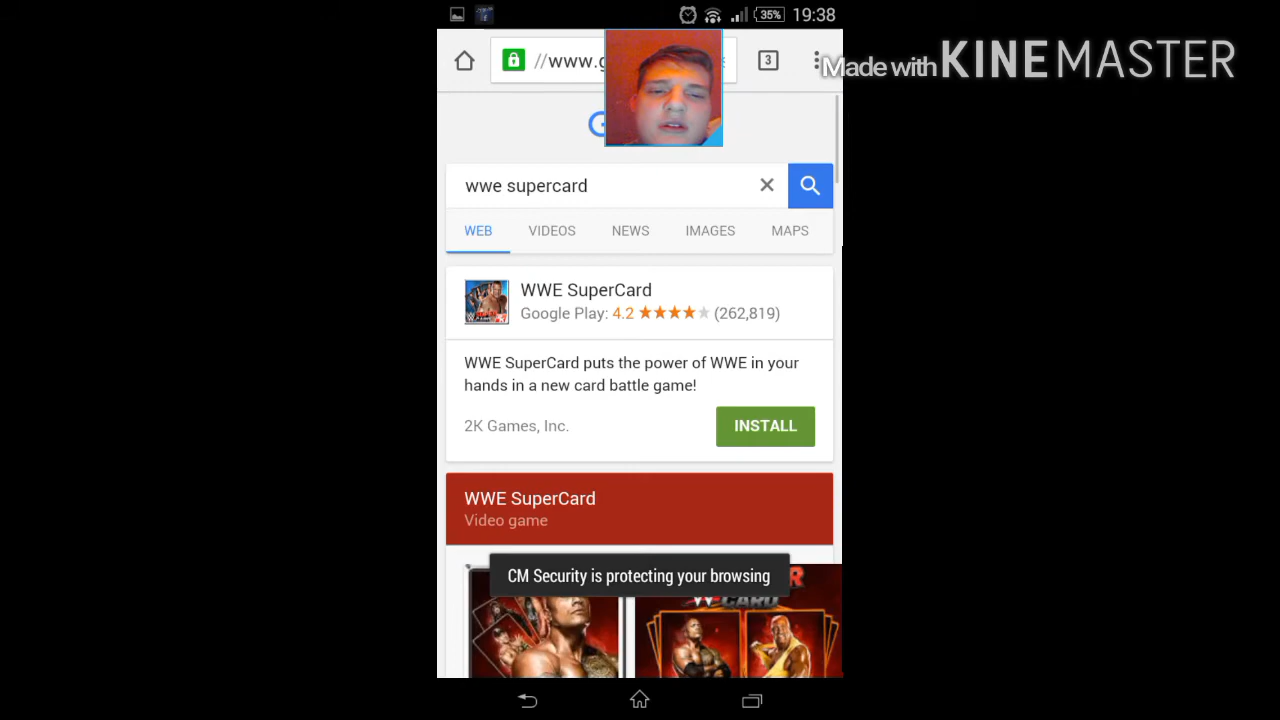 35% 19:38
//www.g
3
Made with KINEMASTER
G
wwe supercard
WEB VIDEOS NEWS IMAGES MAPS
WWE SuperCard
Google Play: 4.2 ★★★★★ (262,819)
WWE SuperCard puts the power of WWE in your
hands in a new card battle game!
2K Games, Inc.
INSTALL
WWE SuperCard
Video game
CM Security is protecting your browsing
CARD